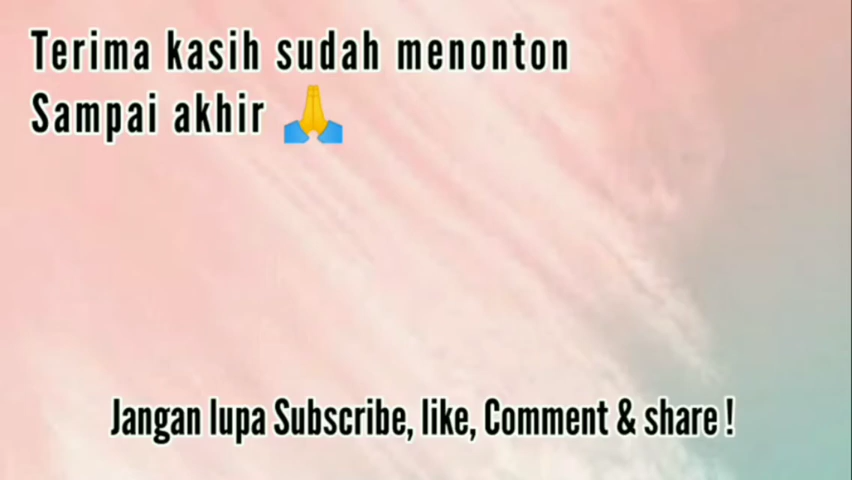 Terima kasih sudah menonton
Sampai akhir 🙏
Jangan lupa Subscribe, like, Comment & share !